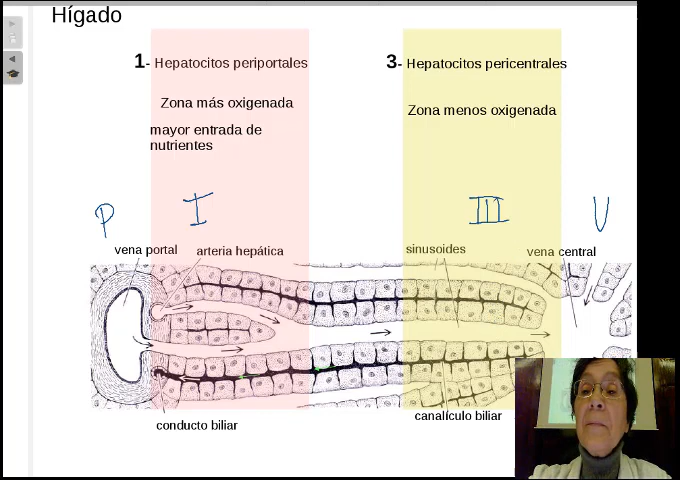 Hígado
1- Hepatocitos periportales
3- Hepatocitos pericentrales
Zona más oxigenada
Zona menos oxigenada
mayor entrada de
nutrientes
P
I
III
V
vena portal
arteria hepática
sinusoides
vena central
conducto biliar
canalículo biliar